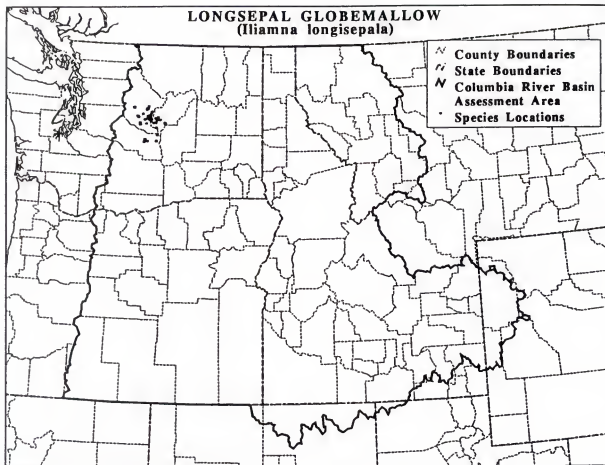 LONGSEPAL GLOBEMALLOW
(Iliamna longisepala)
County Boundaries
State Boundaries
Columbia River Basin
Assessment Area
Species Locations